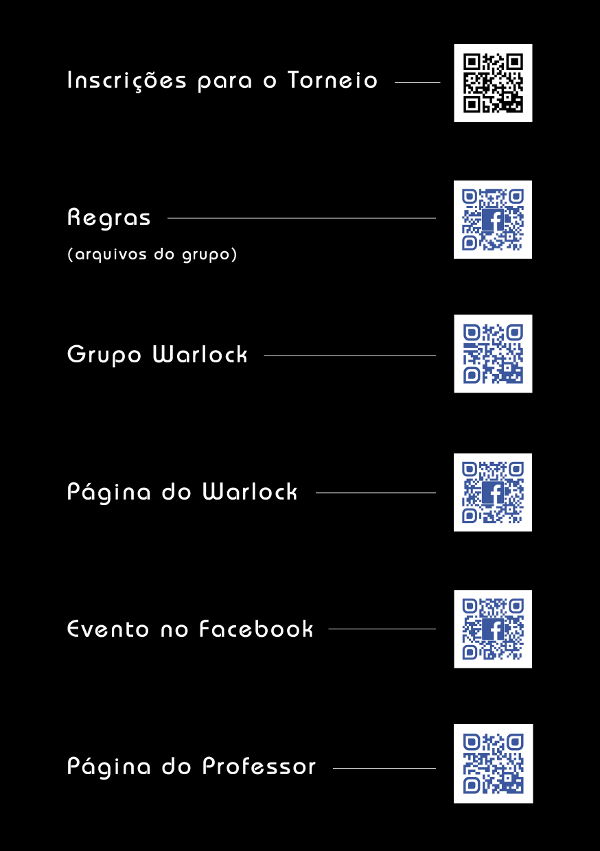 Inscrições para o Torneio
Regras
(arquivos do grupo)
Grupo Warlock
Página do Warlock
Evento no Facebook
Página do Professor